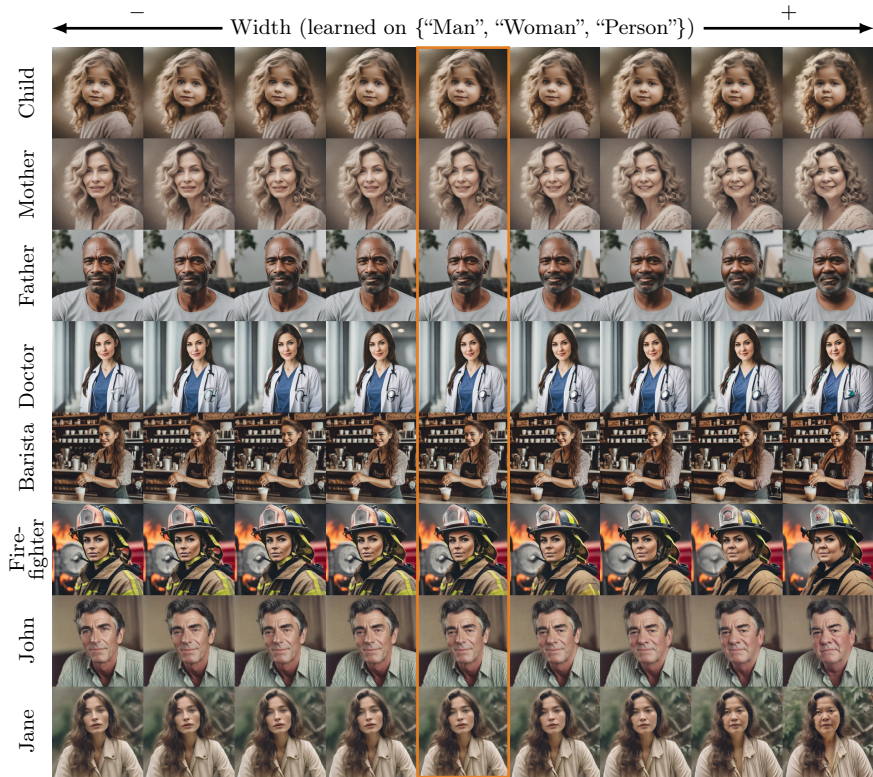 − +
Width (learned on {“Man”, “Woman”, “Person”})
Child
Mother
Father
Doctor
Barista
Fire-
fighter
John
Jane